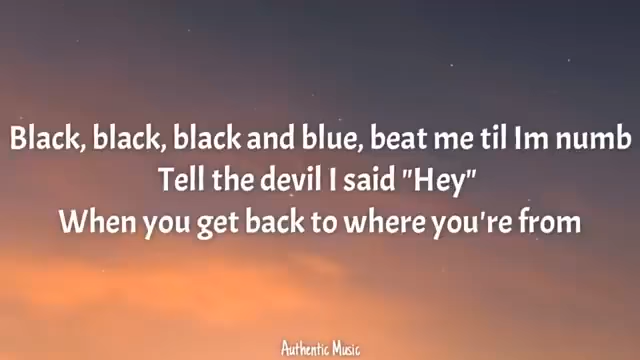 Black, black, black and blue, beat me til Im numb
Tell the devil I said "Hey"
When you get back to where you're from
Authentic Music